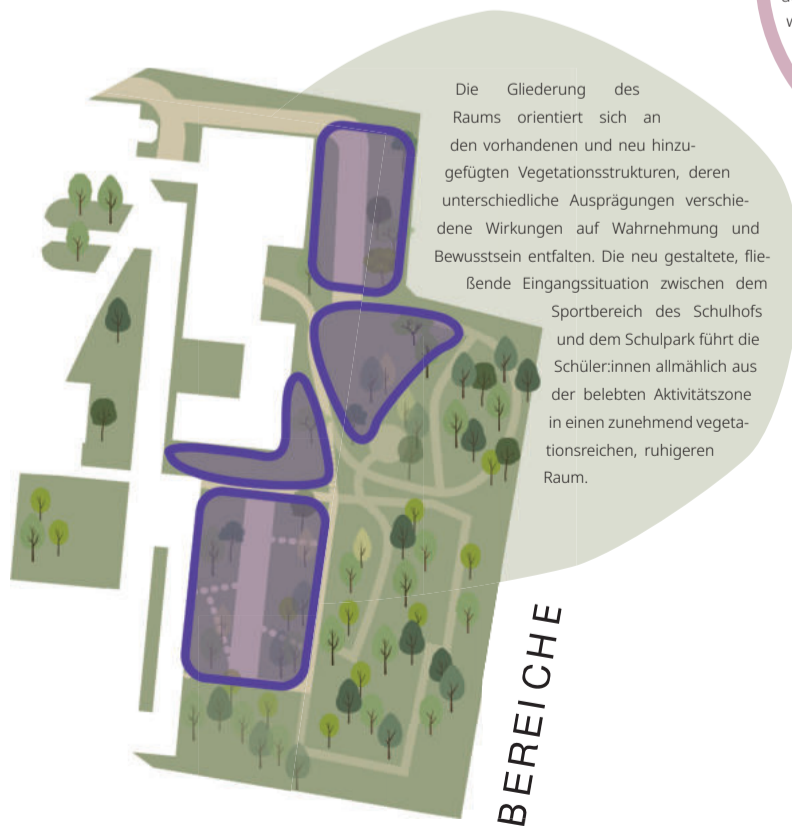 Die Gliederung des
Raums orientiert sich an
den vorhandenen und neu hinzu-
gefügten Vegetationsstrukturen, deren
unterschiedliche Ausprägungen verschie-
dene Wirkungen auf Wahrnehmung und
Bewusstsein entfalten. Die neu gestaltete, flie-
ßende Eingangssituation zwischen dem
Sportbereich des Schulhofs
und dem Schulpark führt die
Schüler:innen allmählich aus
der belebten Aktivitätszone
in einen zunehmend vegeta-
tionsreichen, ruhigeren
Raum.
BEREICHE